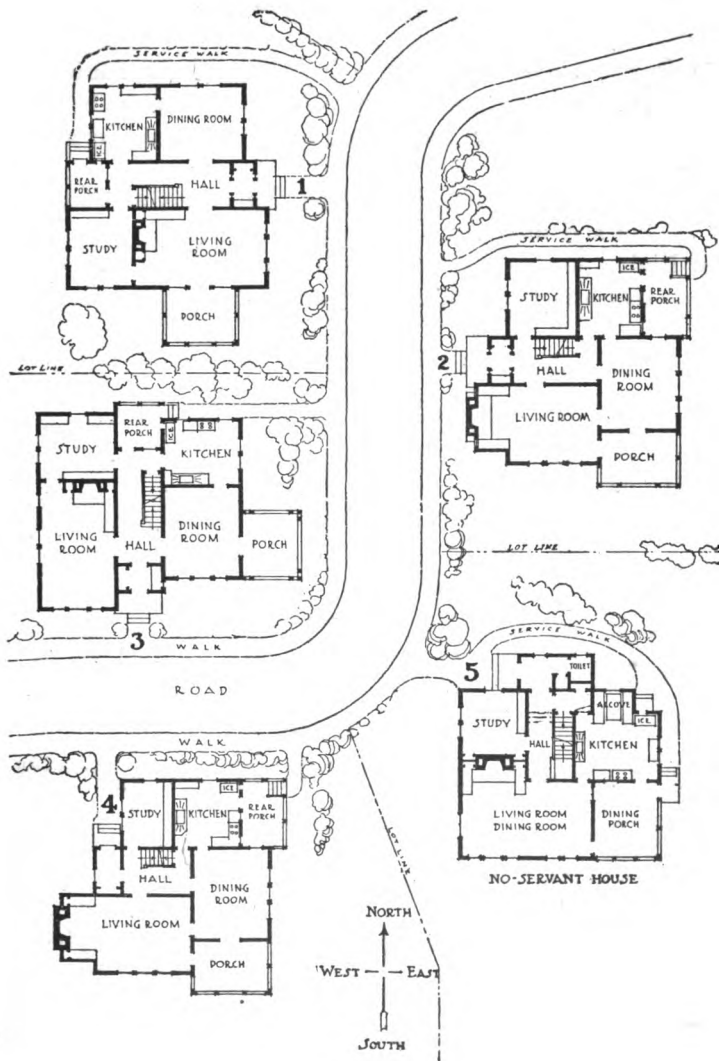 SERVICE WALK
KITCHEN
DINING ROOM
ICE
REAR
PORCH
HALL
1
STUDY
LIVING
ROOM
PORCH
LOT LINE
SERVICE WALK
STUDY
ICE
KITCHEN
REAR
PORCH
2
HALL
DINING
ROOM
LIVING ROOM
PORCH
LOT LINE
STUDY
REAR
PORCH
ICE
KITCHEN
LIVING
ROOM
HALL
DINING
ROOM
PORCH
3
WALK
ROAD
WALK
4
STUDY
KITCHEN
ICE
REAR
PORCH
HALL
DINING
ROOM
LIVING ROOM
PORCH
LOT LINE
5
SERVICE WALK
TOILET
STUDY
ALCOVE
ICE
HALL
KITCHEN
LIVING ROOM
DINING ROOM
DINING
PORCH
NO-SERVANT HOUSE
NORTH
WEST
EAST
SOUTH